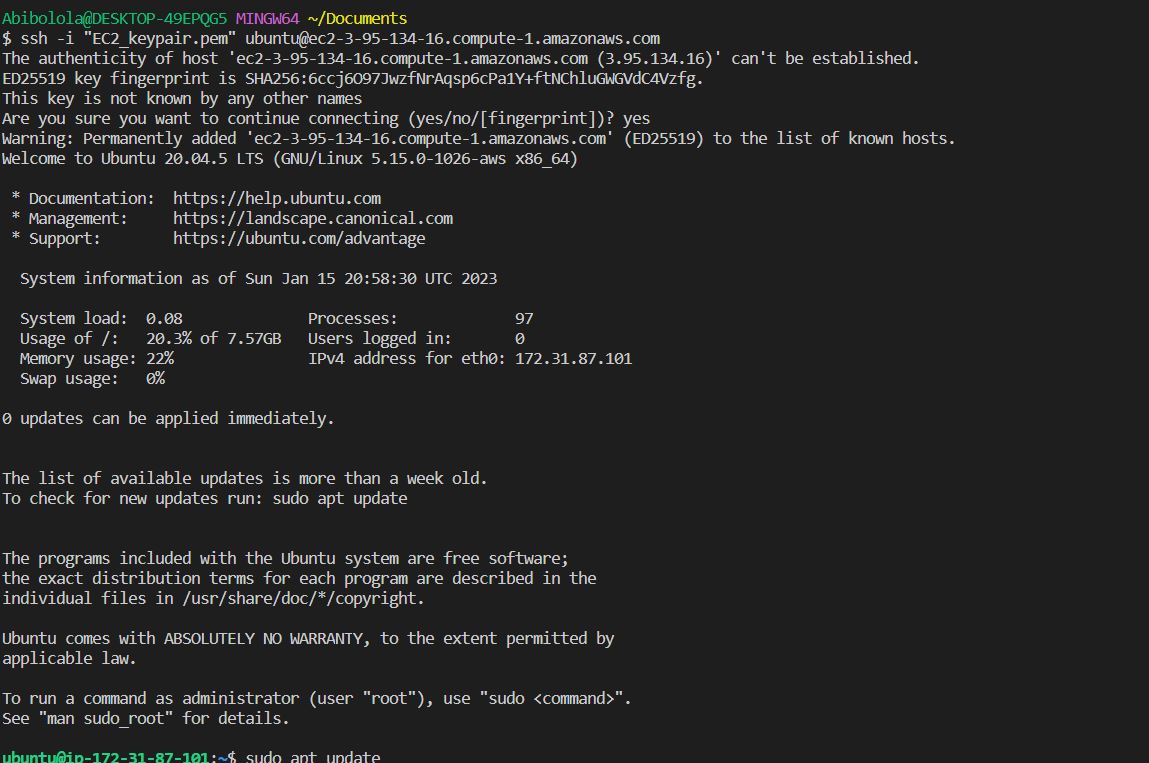 Abibolola@DESKTOP-49EPQG5 MINGW64 ~/Documents
$ ssh -i "EC2_keypair.pem" ubuntu@ec2-3-95-134-16.compute-1.amazonaws.com
The authenticity of host 'ec2-3-95-134-16.compute-1.amazonaws.com (3.95.134.16)' can't be established.
ED25519 key fingerprint is SHA256:6ccj6O97JwzfNrAqsp6cPa1Y+ftNChluGWGVdC4Vzfg.
This key is not known by any other names
Are you sure you want to continue connecting (yes/no/[fingerprint])? yes
Warning: Permanently added 'ec2-3-95-134-16.compute-1.amazonaws.com' (ED25519) to the list of known hosts.
Welcome to Ubuntu 20.04.5 LTS (GNU/Linux 5.15.0-1026-aws x86_64)
* Documentation:  https://help.ubuntu.com
* Management:     https://landscape.canonical.com
* Support:        https://ubuntu.com/advantage
System information as of Sun Jan 15 20:58:30 UTC 2023
System load:  0.08              Processes:             97
Usage of /:   20.3% of 7.57GB   Users logged in:       0
Memory usage: 22%               IPv4 address for eth0: 172.31.87.101
Swap usage:   0%
0 updates can be applied immediately.
The list of available updates is more than a week old.
To check for new updates run: sudo apt update
The programs included with the Ubuntu system are free software;
the exact distribution terms for each program are described in the
individual files in /usr/share/doc/*/copyright.
Ubuntu comes with ABSOLUTELY NO WARRANTY, to the extent permitted by
applicable law.
To run a command as administrator (user "root"), use "sudo <command>".
See "man sudo_root" for details.
ubuntu@ip-172-31-87-101:~$ sudo apt update